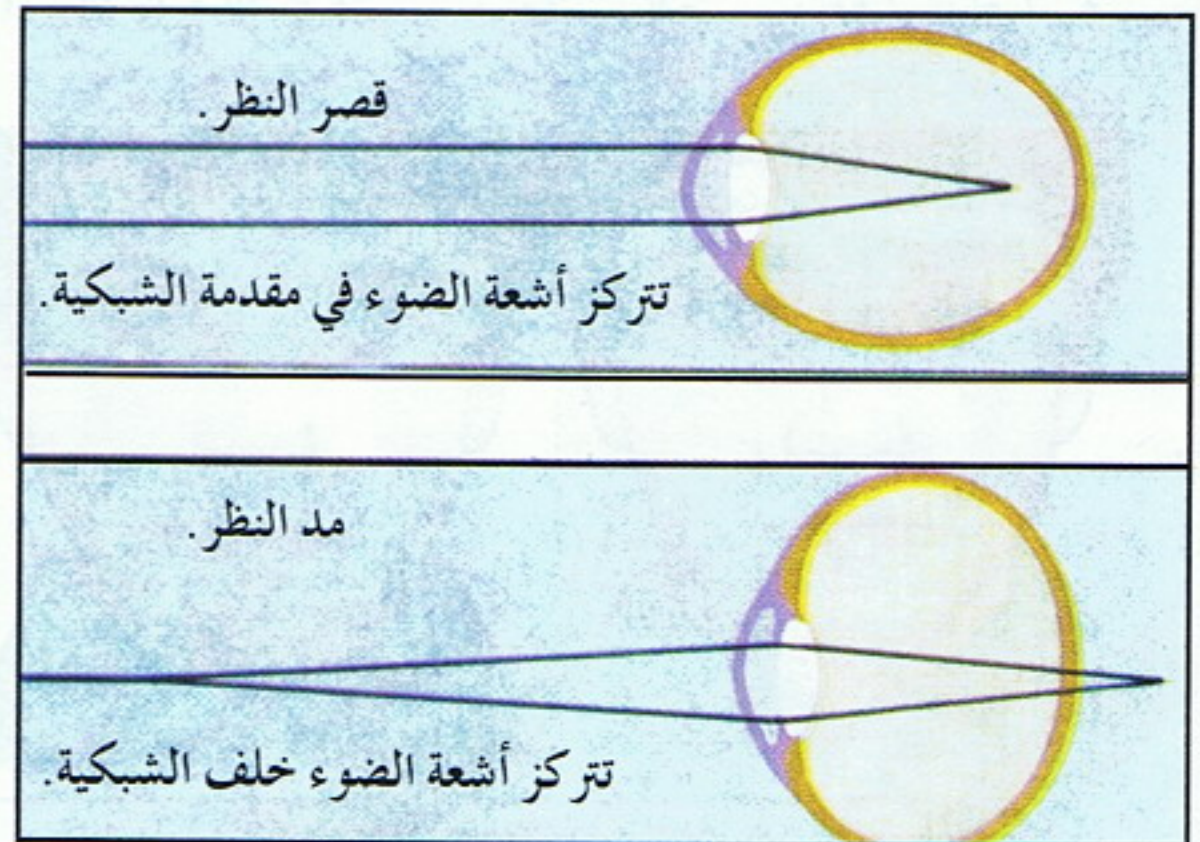 قصر النظر.
تتركز أشعة الضوء في مقدمة الشبكية.
مد النظر.
تتركز أشعة الضوء خلف الشبكية.